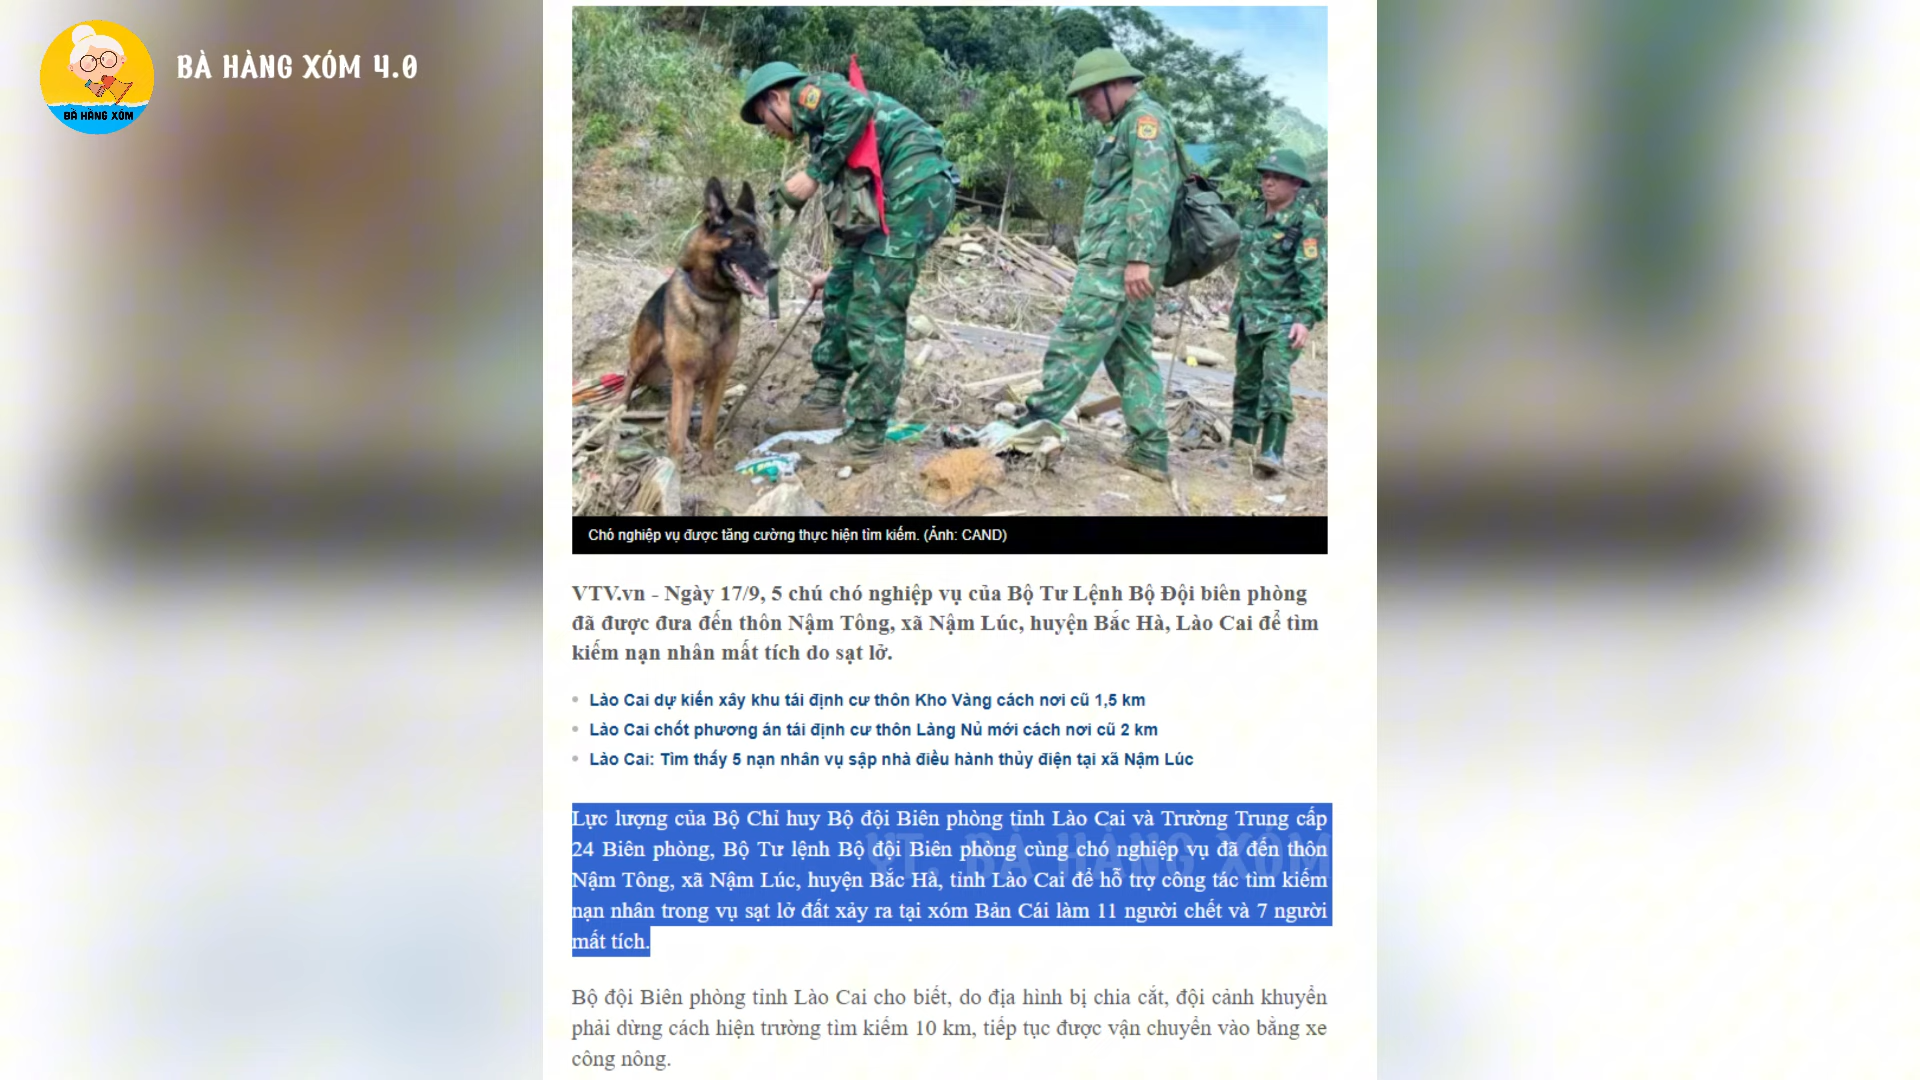 BÀ HÀNG XÓM 4.0
BÀ HÀNG XÓM
Chó nghiệp vụ được tăng cường thực hiện tìm kiếm. (Ảnh: CAND)
VTV.vn - Ngày 17/9, 5 chú chó nghiệp vụ của Bộ Tư Lệnh Bộ Đội biên phòng
đã được đưa đến thôn Nậm Tông, xã Nậm Lúc, huyện Bắc Hà, Lào Cai để tìm
kiếm nạn nhân mất tích do sạt lở.
Lào Cai dự kiến xây khu tái định cư thôn Kho Vàng cách nơi cũ 1,5 km
Lào Cai chốt phương án tái định cư thôn Làng Nủ mới cách nơi cũ 2 km
Lào Cai: Tìm thấy 5 nạn nhân vụ sập nhà điều hành thủy điện tại xã Nậm Lúc
Lực lượng của Bộ Chỉ huy Bộ đội Biên phòng tỉnh Lào Cai và Trường Trung cấp
24 Biên phòng, Bộ Tư lệnh Bộ đội Biên phòng cùng chó nghiệp vụ đã đến thôn
Nậm Tông, xã Nậm Lúc, huyện Bắc Hà, tỉnh Lào Cai để hỗ trợ công tác tìm kiếm
nạn nhân trong vụ sạt lở đất xảy ra tại xóm Bản Cái làm 11 người chết và 7 người
mất tích.
YT: BÀ HÀNG XÓM
Bộ đội Biên phòng tỉnh Lào Cai cho biết, do địa hình bị chia cắt, đội cảnh khuyển
phải dừng cách hiện trường tìm kiếm 10 km, tiếp tục được vận chuyển vào bằng xe
công nông.